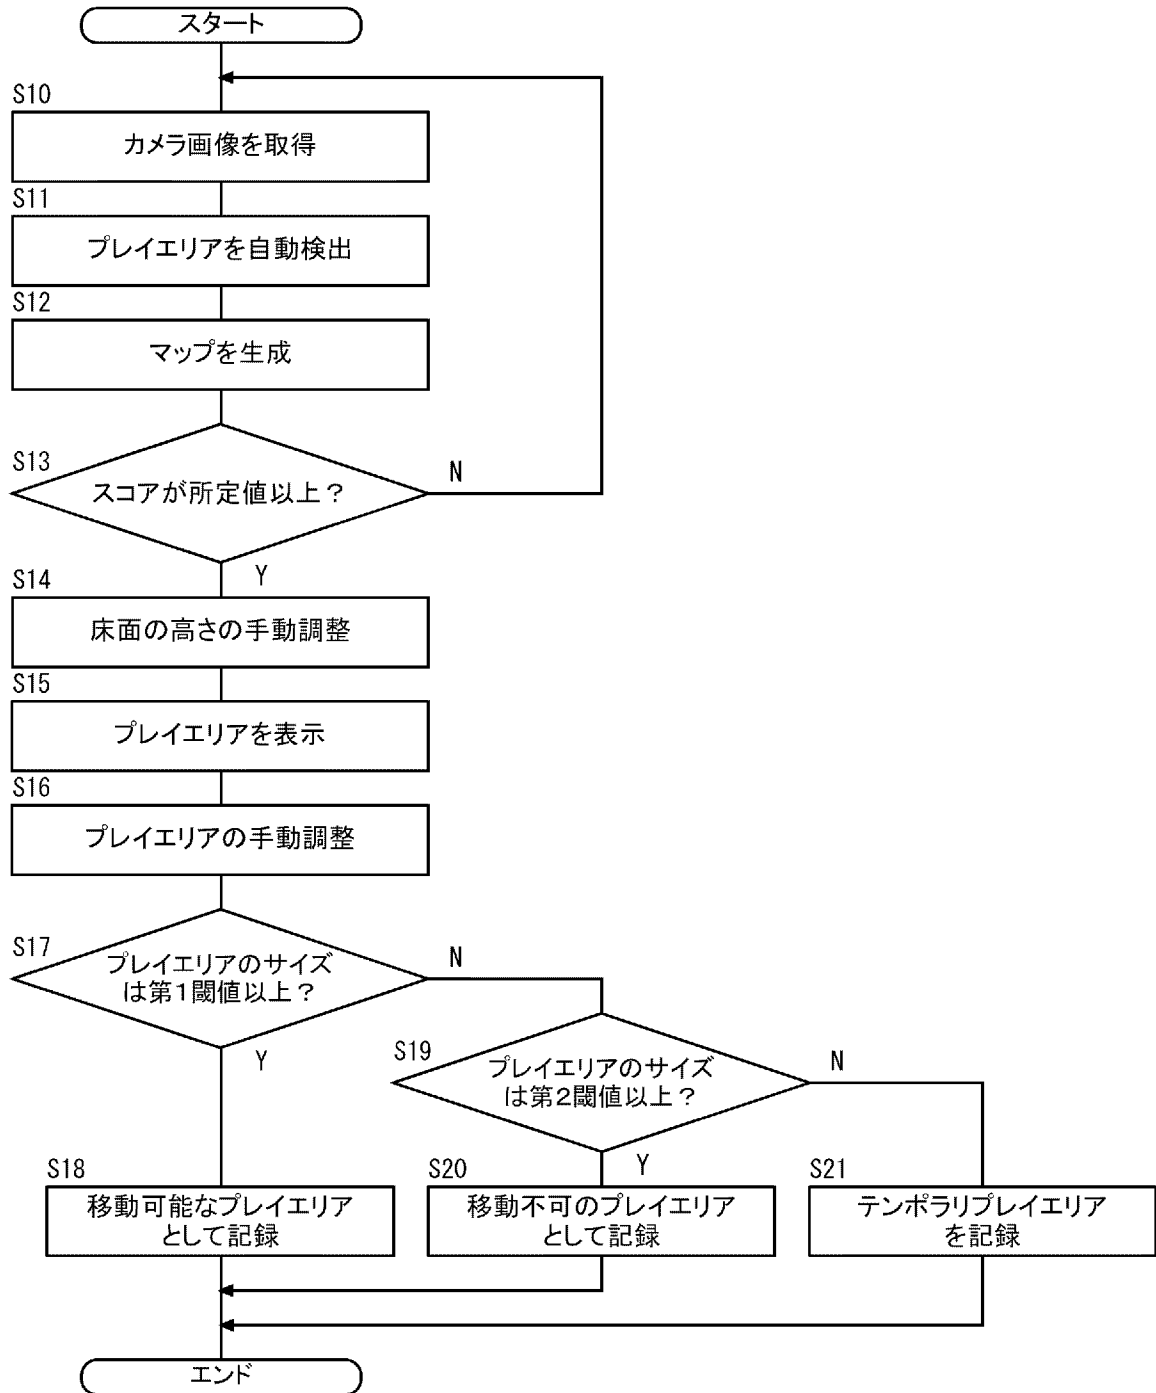 スタート
S10
カメラ画像を取得
S11
プレイエリアを自動検出
S12
マップを生成
S13
スコアが所定値以上？
N
Y
S14
床面の高さの手動調整
S15
プレイエリアを表示
S16
プレイエリアの手動調整
S17
プレイエリアのサイズ
は第１閾値以上？
N
Y
S19
プレイエリアのサイズ
は第２閾値以上？
N
Y
S18
移動可能なプレイエリア
として記録
S20
移動不可のプレイエリア
として記録
S21
テンポラリプレイエリア
を記録
エンド